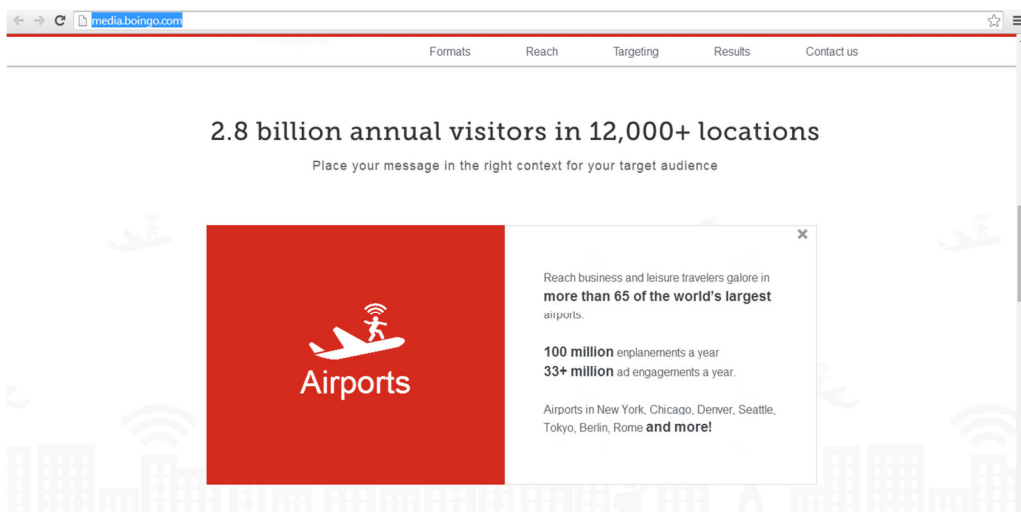 media.boingo.com
Formats Reach Targeting Results Contact us
2.8 billion annual visitors in 12,000+ locations
Place your message in the right context for your target audience
Airports
Reach business and leisure travelers galore in
more than 65 of the world's largest
airports.
100 million enplanements a year
33+ million ad engagements a year.
Airports in New York, Chicago, Denver, Seattle,
Tokyo, Berlin, Rome and more!